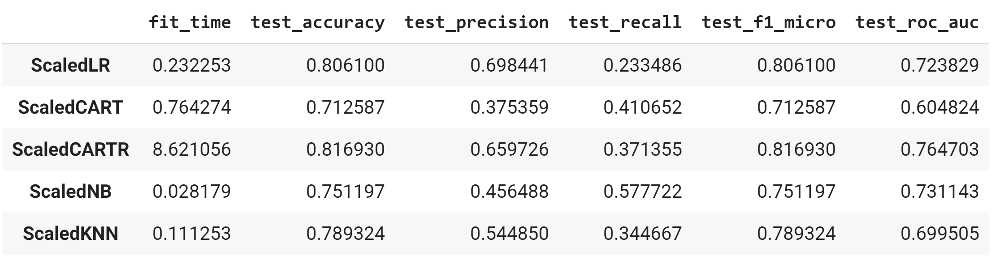 fit_time test_accuracy test_precision test_recall test_f1_micro test_roc_auc
ScaledLR 0.232253 0.806100 0.698441 0.233486 0.806100 0.723829
ScaledCART 0.764274 0.712587 0.375359 0.410652 0.712587 0.604824
ScaledCARTR 8.621056 0.816930 0.659726 0.371355 0.816930 0.764703
ScaledNB 0.028179 0.751197 0.456488 0.577722 0.751197 0.731143
ScaledKNN 0.111253 0.789324 0.544850 0.344667 0.789324 0.699505